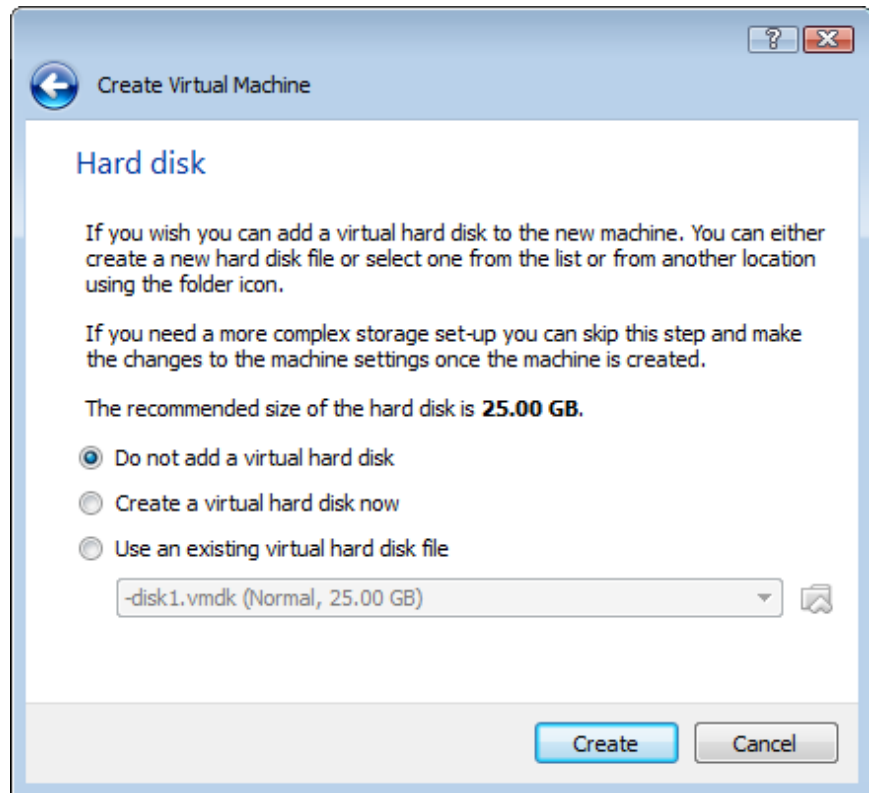 ?
Create Virtual Machine
Hard disk
If you wish you can add a virtual hard disk to the new machine. You can either
create a new hard disk file or select one from the list or from another location
using the folder icon.
If you need a more complex storage set-up you can skip this step and make
the changes to the machine settings once the machine is created.
The recommended size of the hard disk is 25.00 GB.
Do not add a virtual hard disk
Create a virtual hard disk now
Use an existing virtual hard disk file
-disk1.vmdk (Normal, 25.00 GB)
Create Cancel